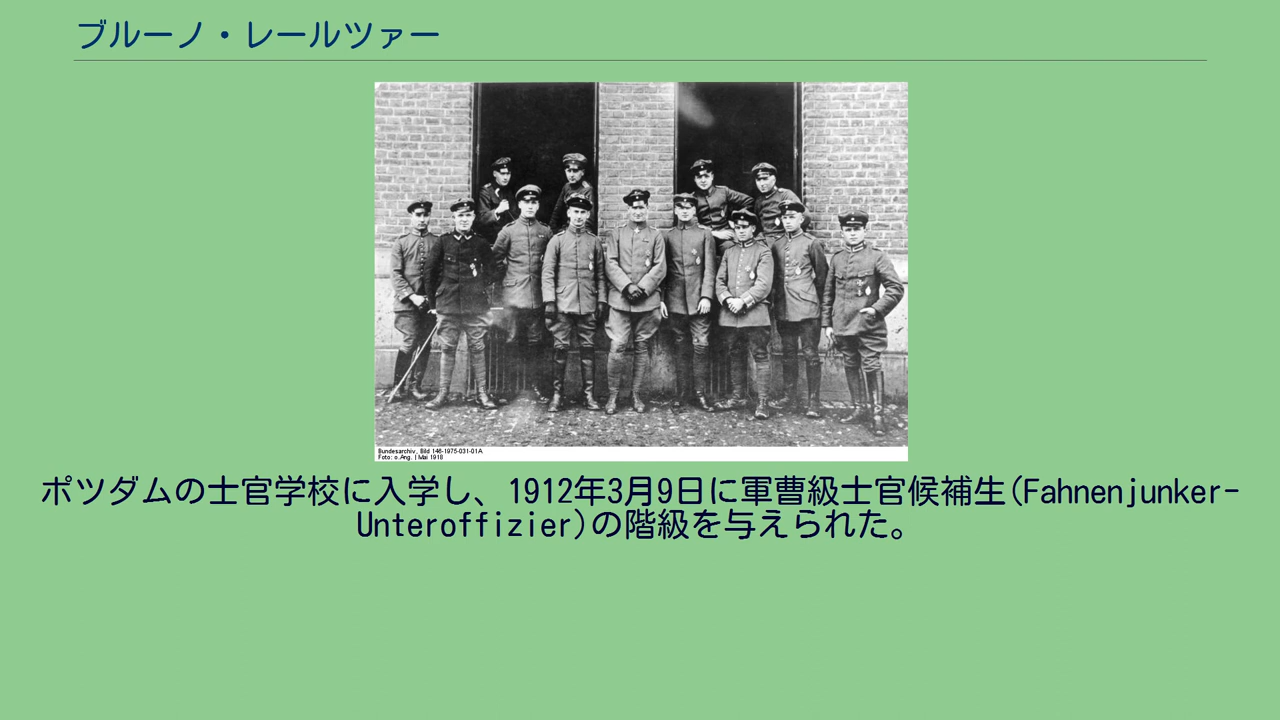 ブルーノ・レールツァー
Bundesarchiv, Bild 146-1975-031-01A
Foto: o.Ang. | Mai 1918
ポツダムの士官学校に入学し、1912年3月9日に軍曹級士官候補生(Fahnenjunker-
Unteroffizier)の階級を与えられた。